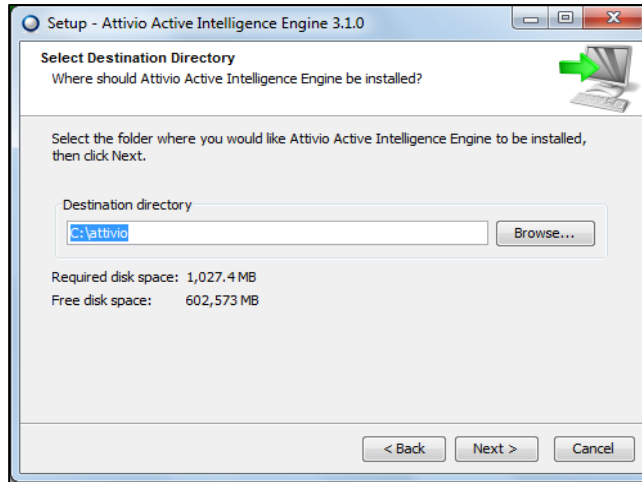 Setup - Attivio Active Intelligence Engine 3.1.0
Select Destination Directory
Where should Attivio Active Intelligence Engine be installed?
Select the folder where you would like Attivio Active Intelligence Engine to be installed,
then click Next.
Destination directory
C:\attivio
Browse...
Required disk space: 1,027.4 MB
Free disk space: 602,573 MB
< Back
Next >
Cancel